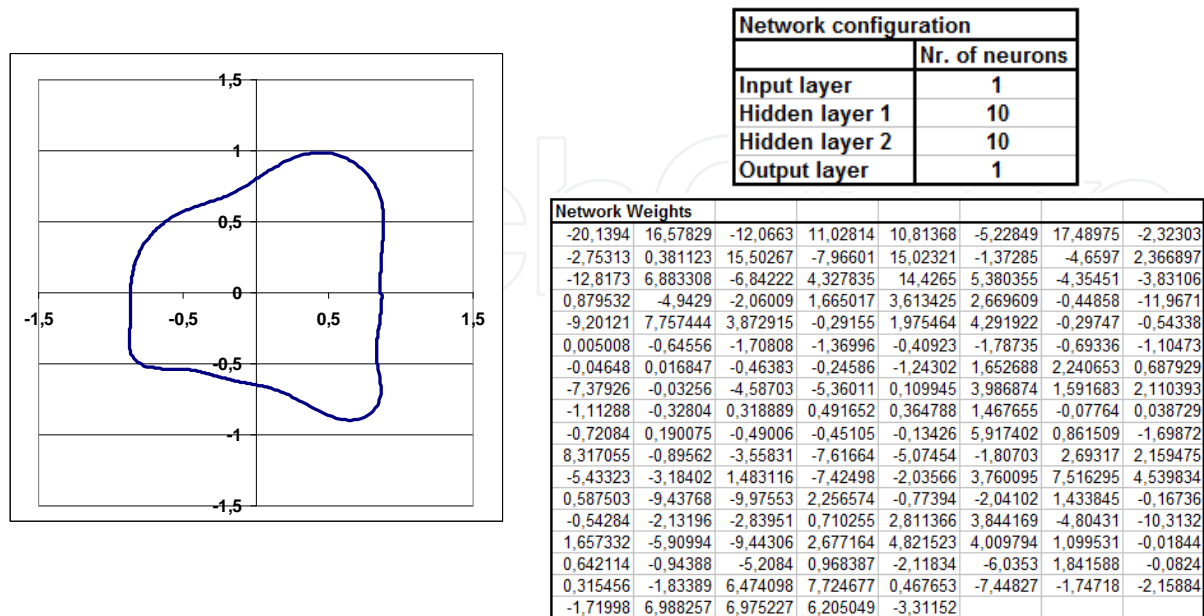 1,5
1
0,5
0
-1,5 -0,5 0,5 1,5
-0,5
-1
-1,5
Network configuration
Nr. of neurons
Input layer 1
Hidden layer 1 10
Hidden layer 2 10
Output layer 1
Network Weights
-20,1394 16,57829 -12,0663 11,02814 10,81368 -5,22849 17,48975 -2,32303
-2,75313 0,381123 15,50267 -7,96601 15,02321 -1,37285 -4,6597 2,366897
-12,8173 6,883308 -6,84222 4,327835 14,4265 5,380355 -4,35451 -3,83106
0,879532 -4,9429 -2,06009 1,665017 3,613425 2,669609 -0,44858 -11,9671
-9,20121 7,757444 3,872915 -0,29155 1,975464 4,291922 -0,29747 -0,54338
0,005008 -0,64556 -1,70808 -1,36996 -0,40923 -1,78735 -0,69336 -1,10473
-0,04648 0,016847 -0,46383 -0,24586 -1,24302 1,652688 2,240653 0,687929
-7,37926 -0,03256 -4,58703 -5,36011 0,109945 3,986874 1,591683 2,110393
-1,11288 -0,32804 0,318889 0,491652 0,364788 1,467655 -0,07764 0,038729
-0,72084 0,190075 -0,49006 -0,45105 -0,13426 5,917402 0,861509 -1,69872
8,317055 -0,89562 -3,55831 -7,61664 -5,07454 -1,80703 2,69317 2,159475
-5,43323 -3,18402 1,483116 -7,42498 -2,03566 3,760095 7,516295 4,539834
0,587503 -9,43768 -9,97553 2,256574 -0,77394 -2,04102 1,433845 -0,16736
-0,54284 -2,13196 -2,83951 0,710255 2,811366 3,844169 -4,80431 -10,3132
1,657332 -5,90994 -9,44306 2,677164 4,821523 4,009794 1,099531 -0,01844
0,642114 -0,94388 -5,2084 0,968387 -2,11834 -6,0353 1,841588 -0,0824
0,315456 -1,83389 6,474098 7,724677 0,467653 -7,44827 -1,74718 -2,15884
-1,71998 6,988257 6,975227 6,205049 -3,31152